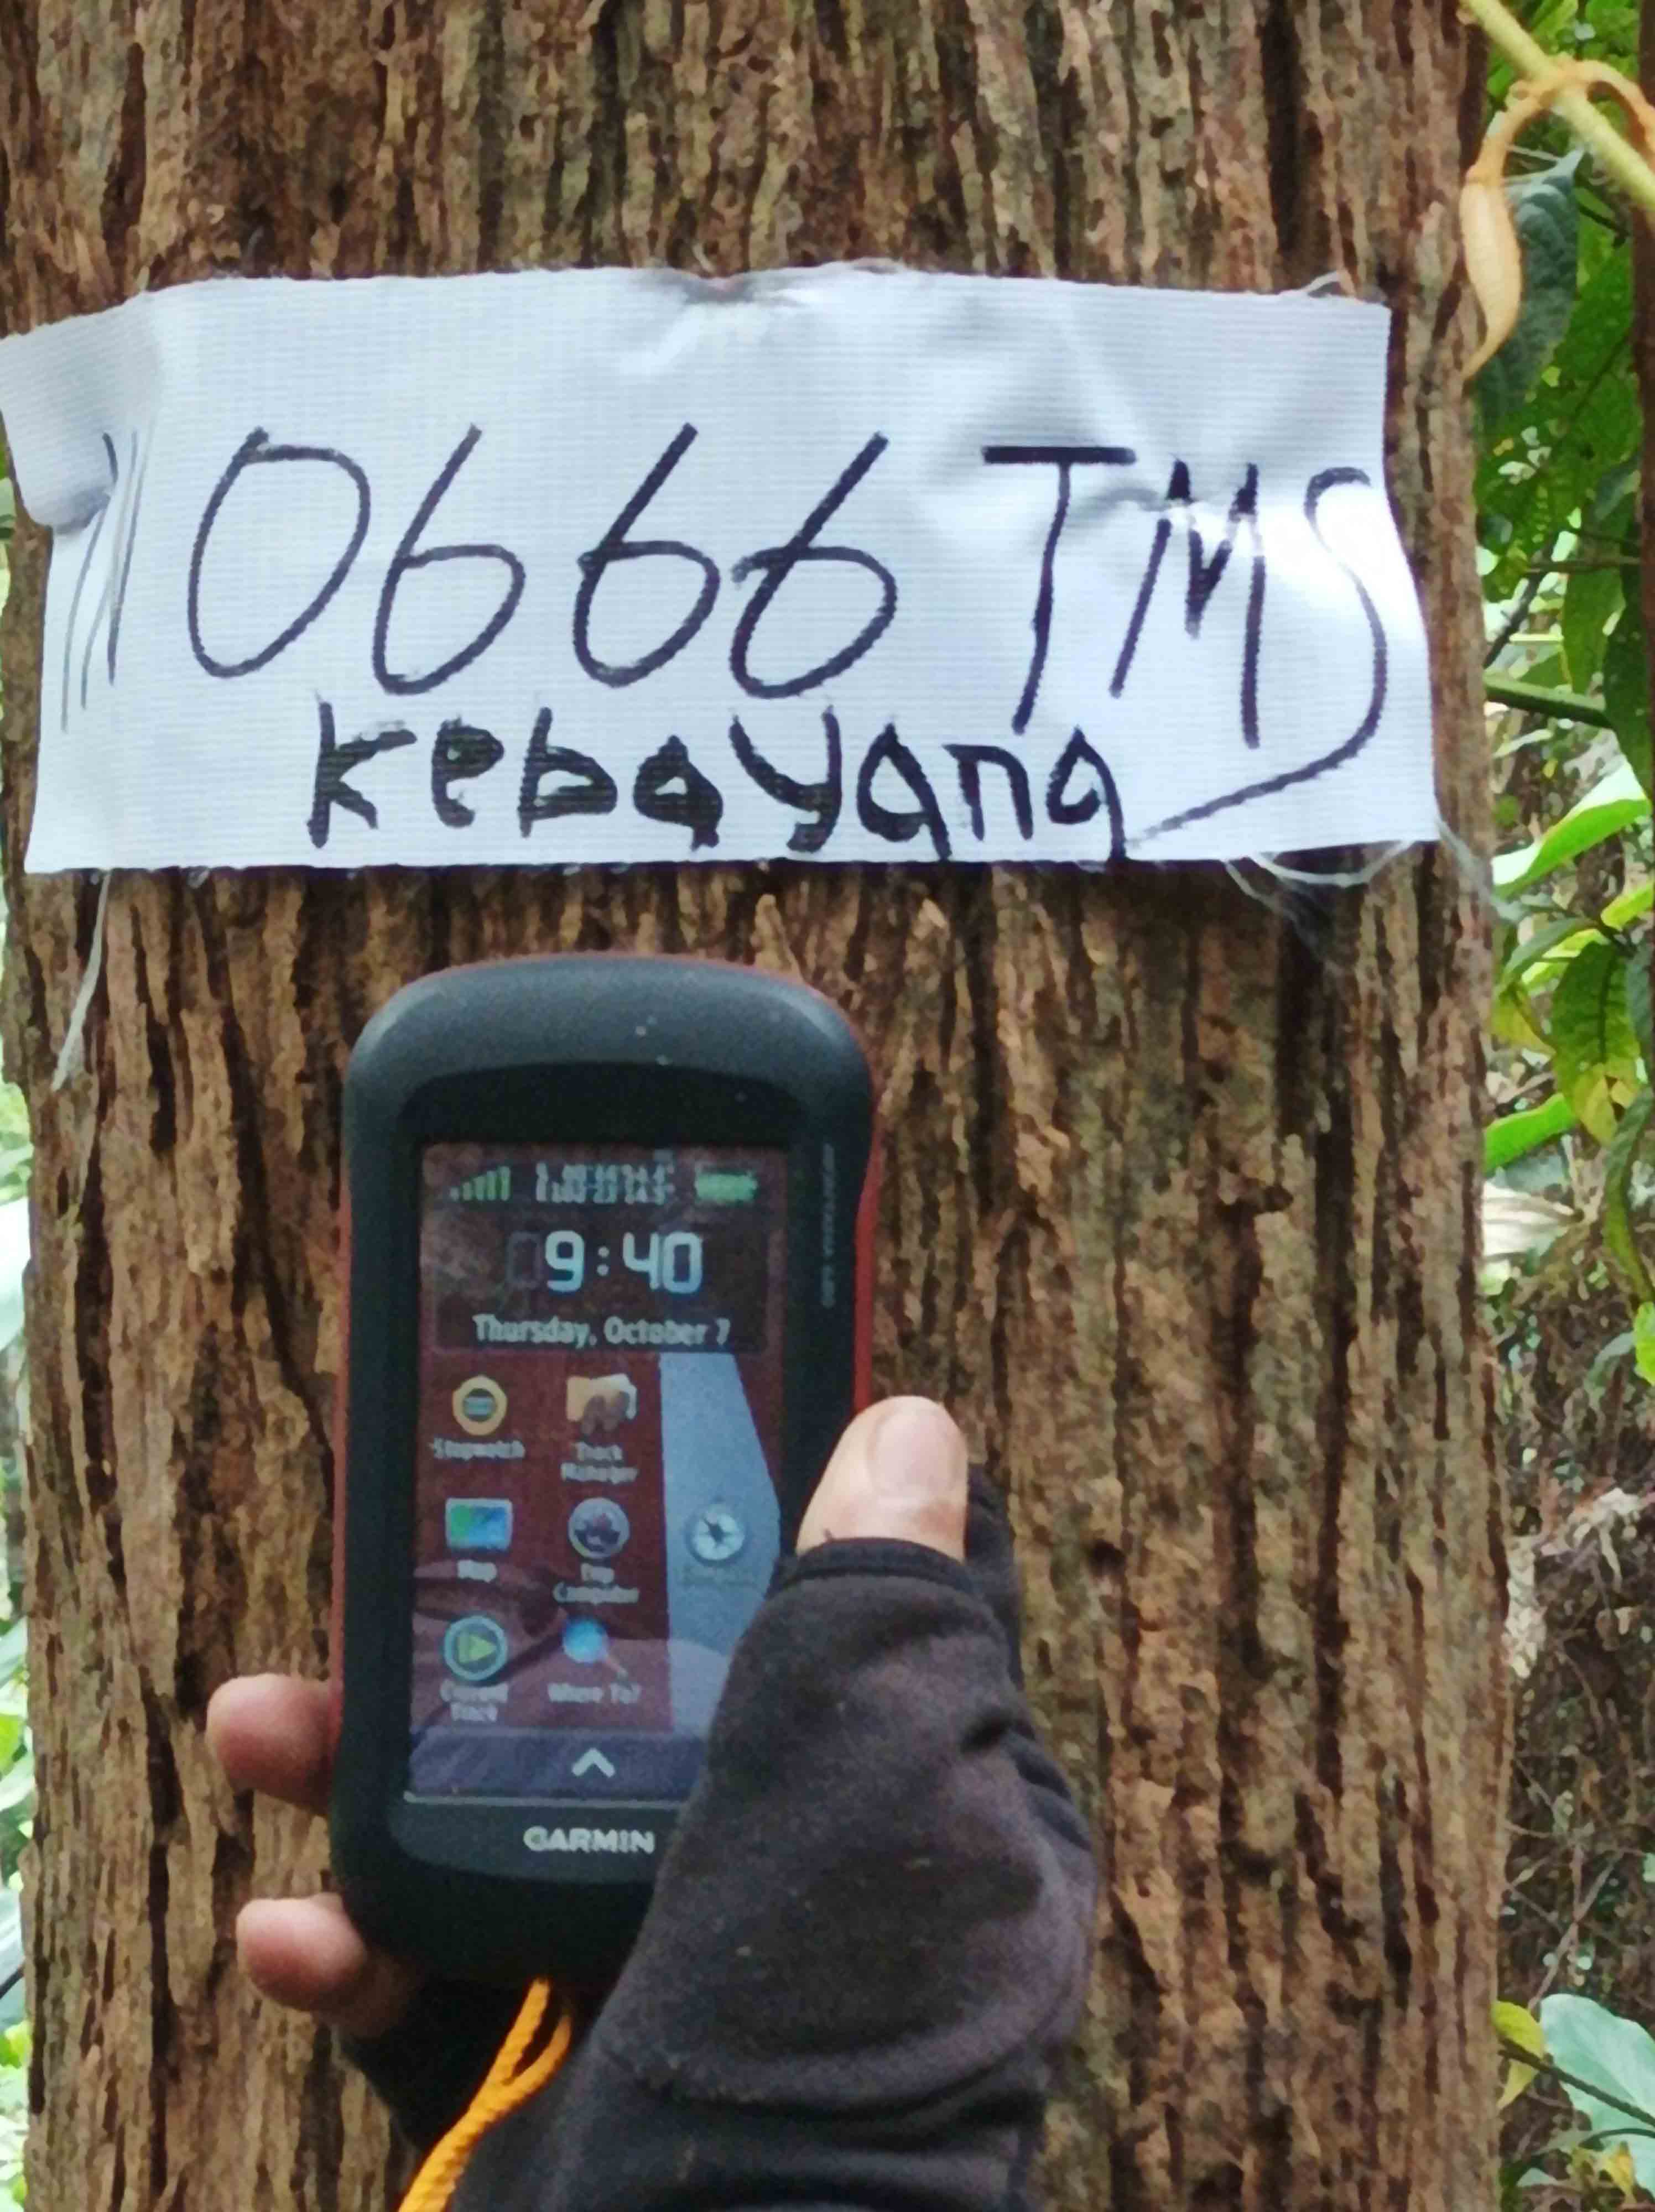 0666 TMS
kebayang
9:40
Thursday, October 7
Stopwatch
Track
Manager
Map
Trip
Computer
Current
Track
Where To?
GARMIN